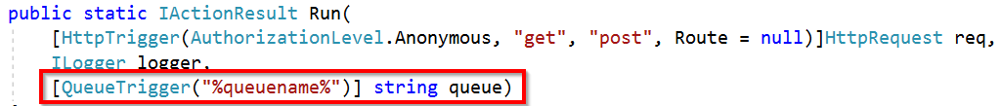 public static IActionResult Run(
[HttpTrigger(AuthorizationLevel.Anonymous, "get", "post", Route = null)]HttpRequest req,
ILogger logger,
[QueueTrigger("%queuename%")] string queue)